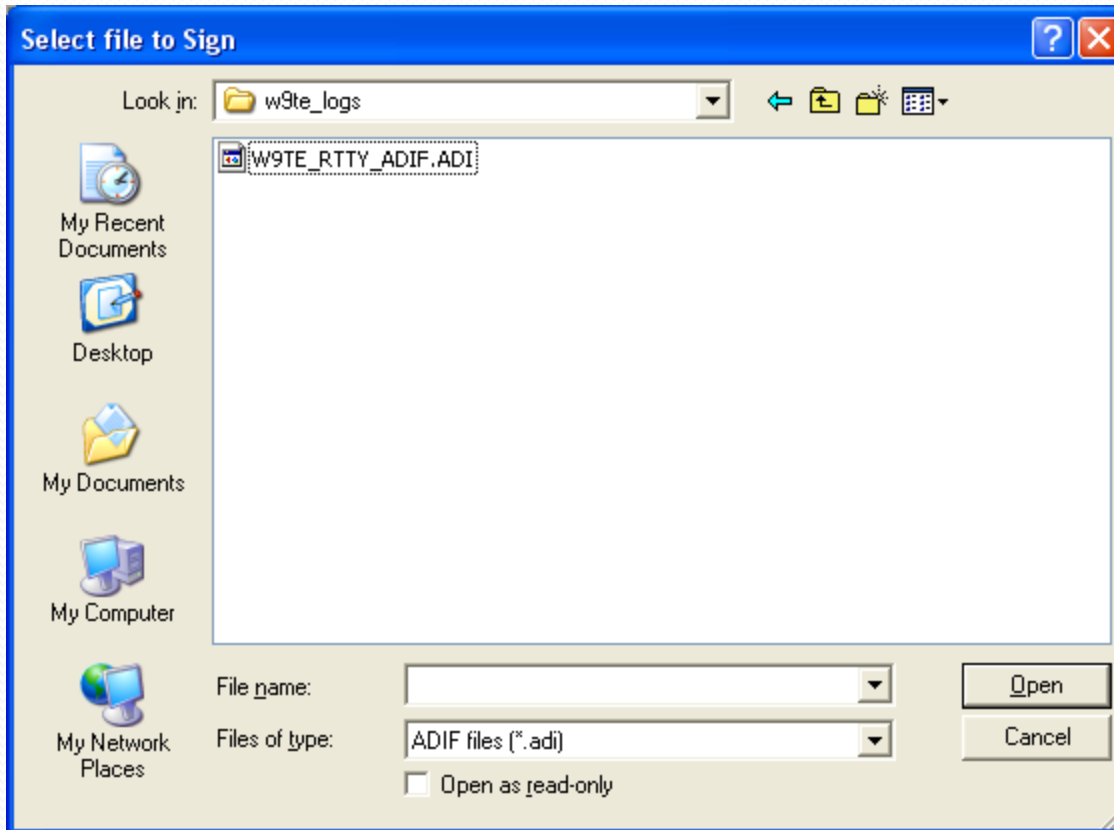 Select file to Sign
Look in:
w9te_logs
W9TE_RTTY_ADIF.ADI
My Recent
Documents
Desktop
My Documents
My Computer
My Network
Places
File name:
Open
Files of type:
ADIF files (*.adi)
Cancel
Open as read-only